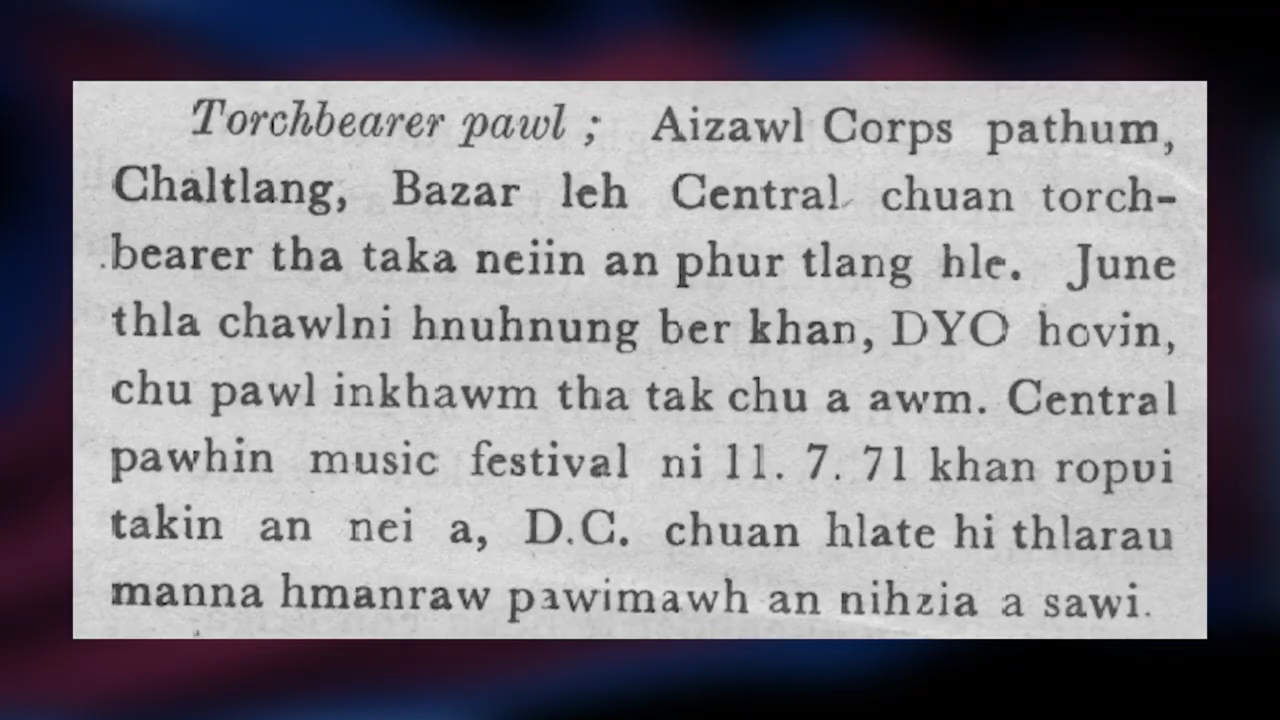 Torchbearer pawl ; Aizawl Corps pathum,
Chaltlang, Bazar leh Central chuan torch-
bearer tha taka neiin an phur tlang hle. June
thla chawlni hnuhnung ber khan, DYO hovin,
chu pawl inkhawm tha tak chu a awm. Central
pawhin music festival ni 11. 7. 71 khan ropui
takin an nei a, D.C. chuan hlate hi thlarau
manna hmanraw pawimawh an nihzia a sawi.